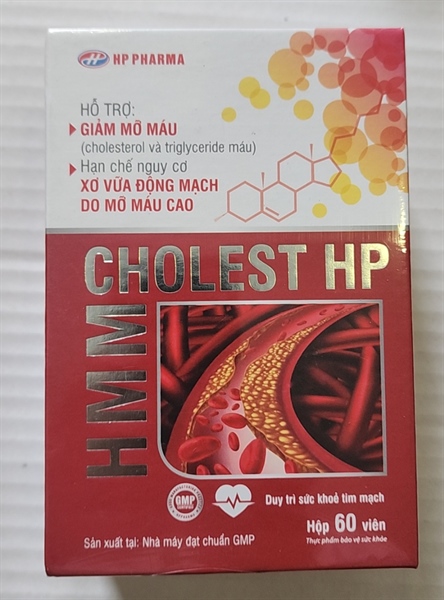 HP PHARMA
HỖ TRỢ:
GIẢM MỠ MÁU
(cholesterol và triglyceride máu)
Hạn chế nguy cơ
XƠ VỮA ĐỘNG MẠCH
DO MỠ MÁU CAO
HMM
CHOLEST HP
GMP
Duy trì sức khoẻ tim mạch
Hộp 60 viên
Thực phẩm bảo vệ sức khỏe
Sản xuất tại: Nhà máy đạt chuẩn GMP